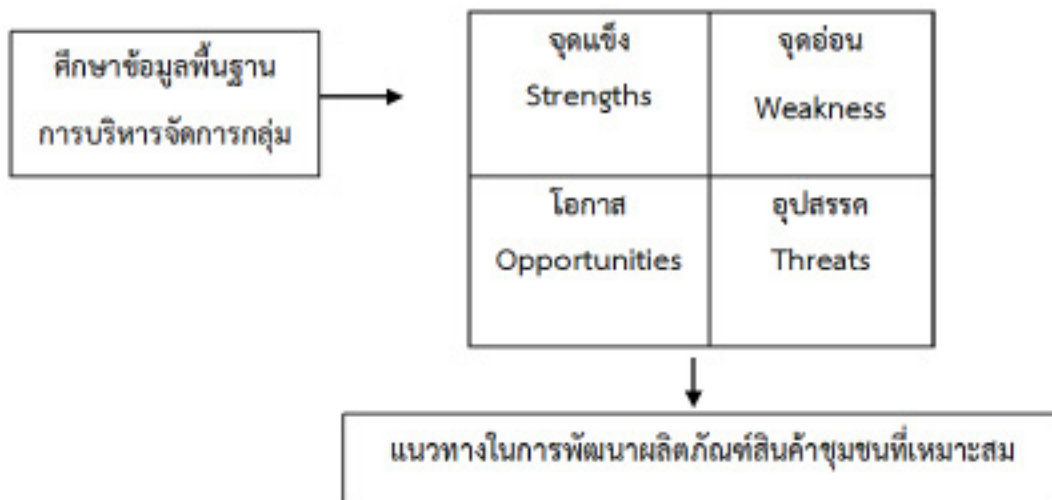 ศึกษาข้อมูลพื้นฐาน
การบริหารจัดการกลุ่ม
จุดแข็ง
Strengths
จุดอ่อน
Weakness
โอกาส
Opportunities
อุปสรรค
Threats
แนวทางในการพัฒนาผลิตภัณฑ์สินค้าชุมชนที่เหมาะสม